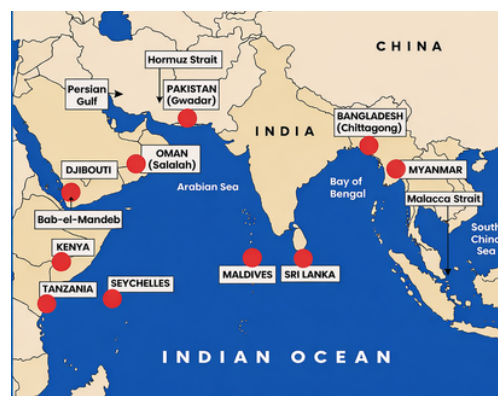 CHINA
Hormuz Strait
Persian
Gulf
PAKISTAN
(Gwadar)
BANGLADESH
(Chittagong)
INDIA
OMAN
(Salalah)
DJIBOUTI
MYANMAR
Arabian Sea
Bay of
Bengal
Malacca Strait
Bab-el-Mandeb
South
China
Sea
KENYA
MALDIVES
SRI LANKA
TANZANIA
SEYCHELLES
INDIAN OCEAN